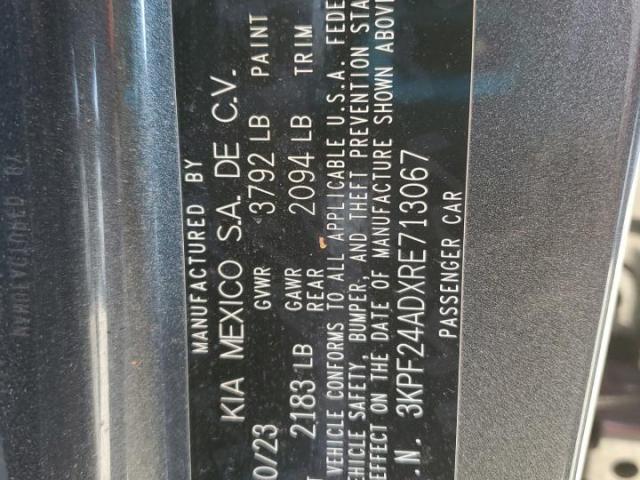 MANUFACTURED BY
KIA MEXICO S.A. DE C.V.
0/23 GVWR 3792 LB PAINT
GAWR
2183 LB REAR 2094 LB TRIM
T VEHICLE CONFORMS TO ALL APPLICABLE U.S.A. FEDE
EHICLE SAFETY, BUMPER, AND THEFT PREVENTION STA
EFFECT ON THE DATE OF MANUFACTURE SHOWN ABOVE
.N. 3KPF24ADXRE713067
PASSENGER CAR